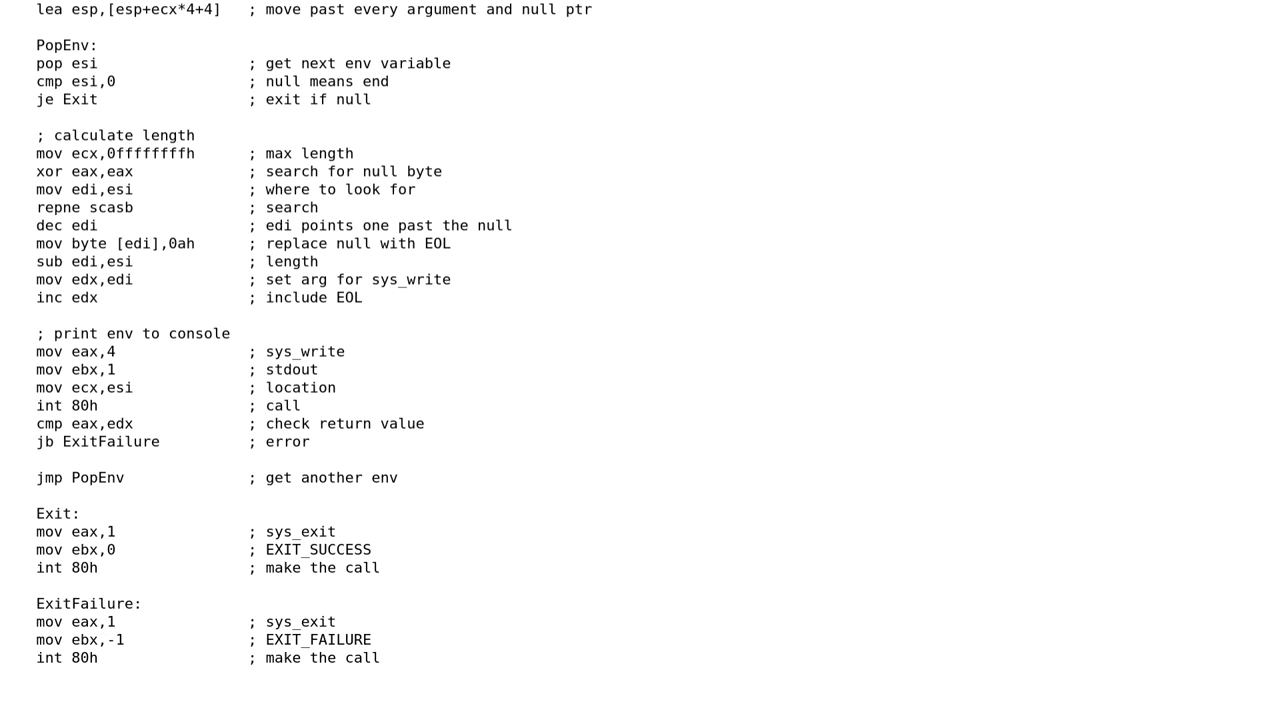 lea esp,[esp+ecx*4+4]   ; move past every argument and null ptr

PopEnv:
pop esi                 ; get next env variable
cmp esi,0               ; null means end
je Exit                 ; exit if null

; calculate length
mov ecx,0ffffffffh      ; max length
xor eax,eax             ; search for null byte
mov edi,esi             ; where to look for
repne scasb             ; search
dec edi                 ; edi points one past the null
mov byte [edi],0ah      ; replace null with EOL
sub edi,esi             ; length
mov edx,edi             ; set arg for sys_write
inc edx                 ; include EOL

; print env to console
mov eax,4               ; sys_write
mov ebx,1               ; stdout
mov ecx,esi             ; location
int 80h                 ; call
cmp eax,edx             ; check return value
jb ExitFailure          ; error

jmp PopEnv              ; get another env

Exit:
mov eax,1               ; sys_exit
mov ebx,0               ; EXIT_SUCCESS
int 80h                 ; make the call

ExitFailure:
mov eax,1               ; sys_exit
mov ebx,-1              ; EXIT_FAILURE
int 80h                 ; make the call